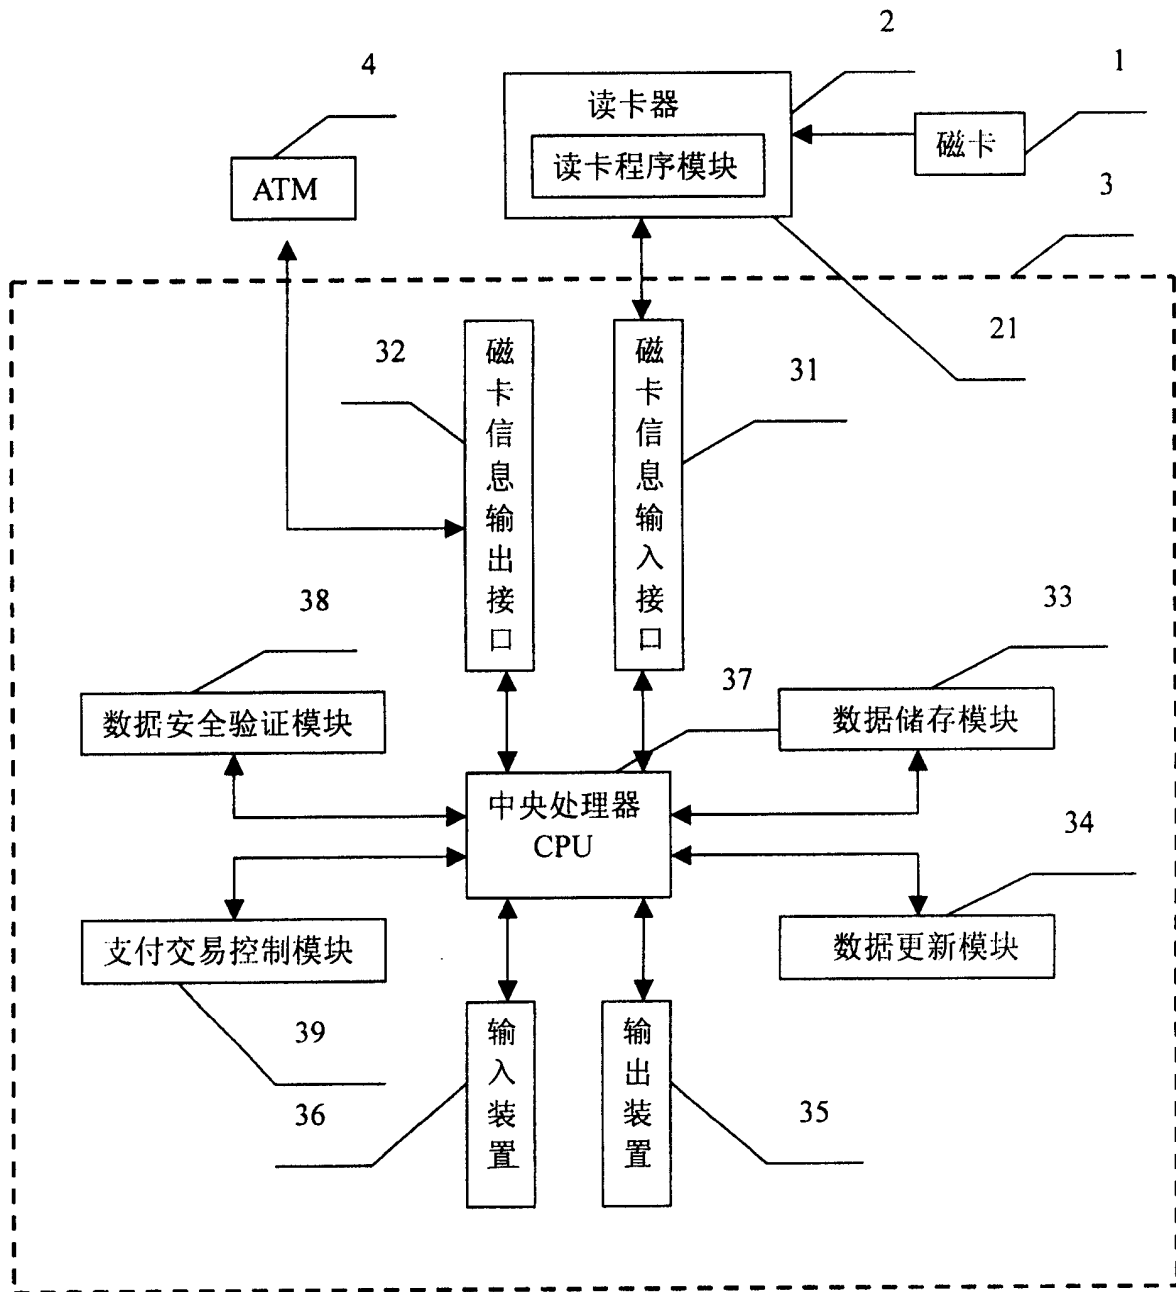 2
4
1
读卡器
磁卡
读卡程序模块
ATM
3
21
32
31
磁卡信息输出接口
磁卡信息输入接口
38
33
37
数据安全验证模块
数据储存模块
中央处理器
CPU
34
支付交易控制模块
数据更新模块
39
输入装置
输出装置
36
35